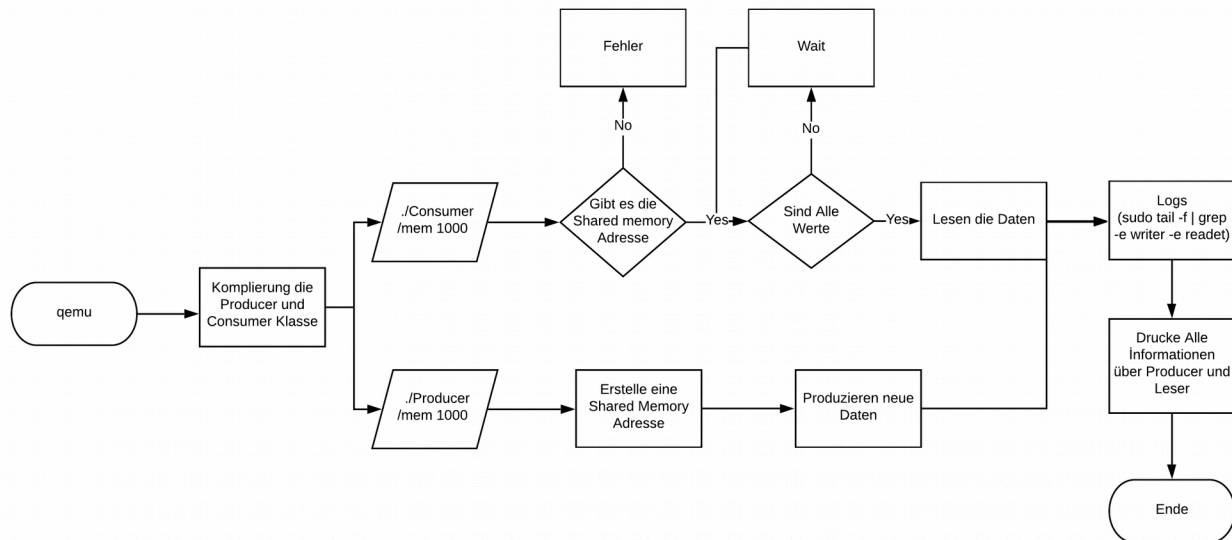 Fehler
Wait
No
No
./Consumer
/mem 1000
Gibt es die
Shared memory
Adresse
Yes
Sind Alle
Werte
Yes
Lesen die Daten
Logs
(sudo tail -f | grep
-e writer -e readet)
qemu
Komplierung die
Producer und
Consumer Klasse
Drucke Alle
İnformationen
über Producer und
Leser
./Producer
/mem 1000
Erstelle eine
Shared Memory
Adresse
Produzieren neue
Daten
Ende